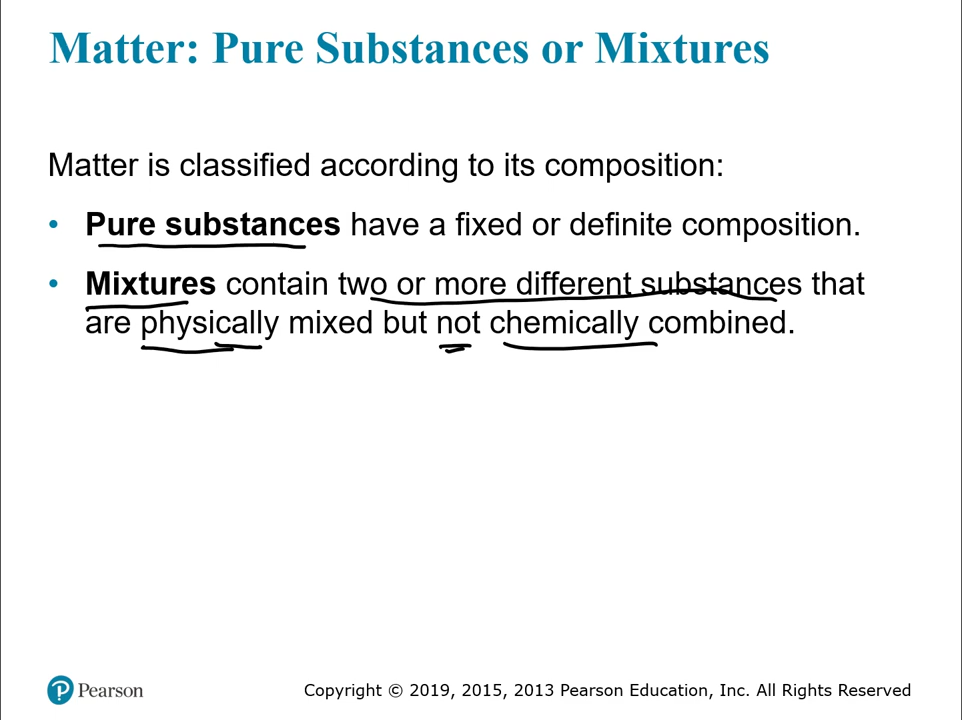 Matter: Pure Substances or Mixtures
Matter is classified according to its composition:
• Pure substances have a fixed or definite composition.
• Mixtures contain two or more different substances that
are physically mixed but not chemically combined.
Pearson
Copyright © 2019, 2015, 2013 Pearson Education, Inc. All Rights Reserved